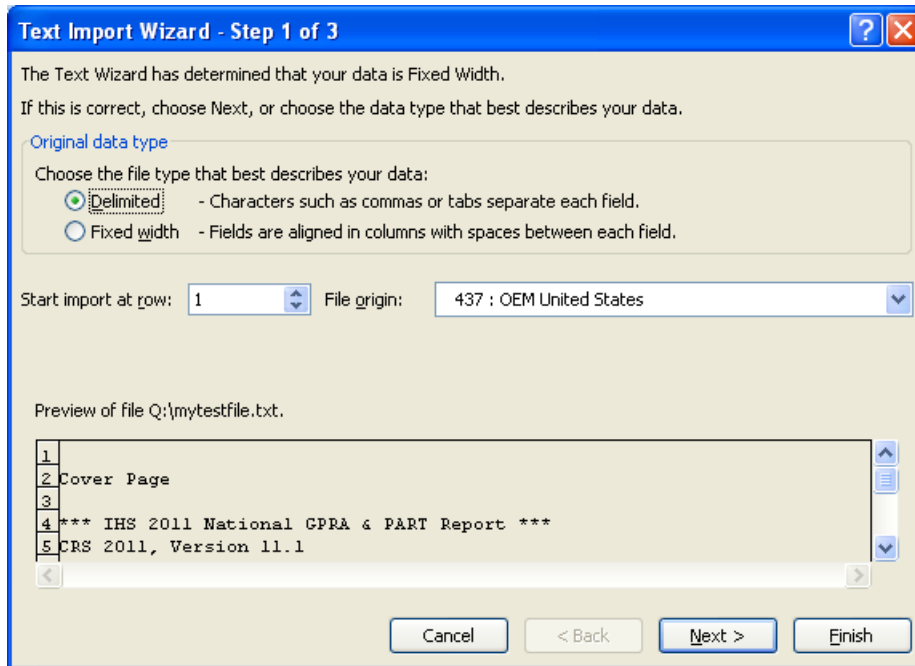 Text Import Wizard - Step 1 of 3
The Text Wizard has determined that your data is Fixed Width.
If this is correct, choose Next, or choose the data type that best describes your data.
Original data type
Choose the file type that best describes your data:
Delimited - Characters such as commas or tabs separate each field.
Fixed width - Fields are aligned in columns with spaces between each field.
Start import at row: 1 File origin: 437 : OEM United States
Preview of file Q:\mytestfile.txt.
1
2 Cover Page
3
4 *** IHS 2011 National GPRA & PART Report ***
5 CRS 2011, Version 11.1
Cancel < Back Next > Finish